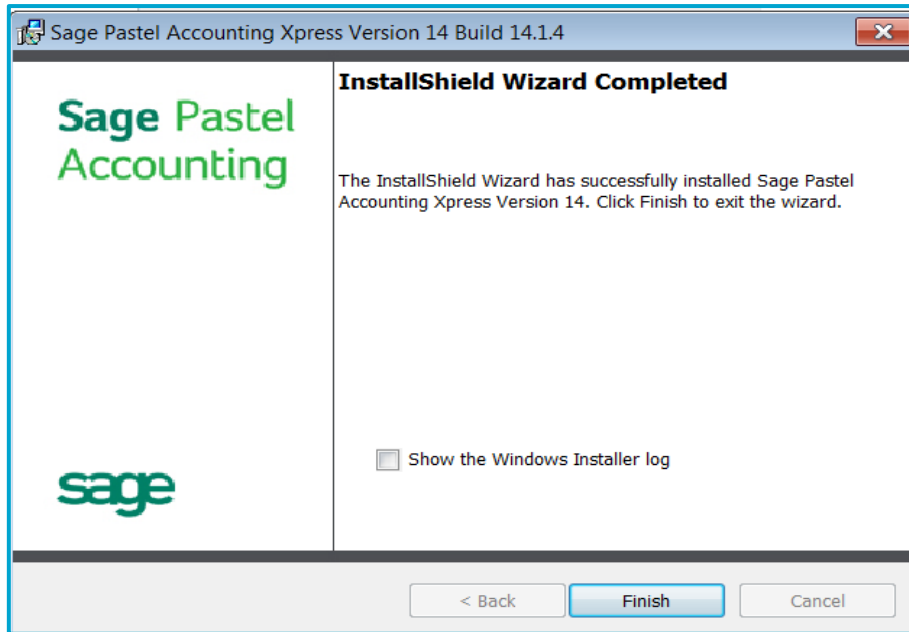 Sage Pastel Accounting Xpress Version 14 Build 14.1.4
Sage Pastel
Accounting
InstallShield Wizard Completed
The InstallShield Wizard has successfully installed Sage Pastel
Accounting Xpress Version 14. Click Finish to exit the wizard.
Show the Windows Installer log
sage
< Back Finish Cancel